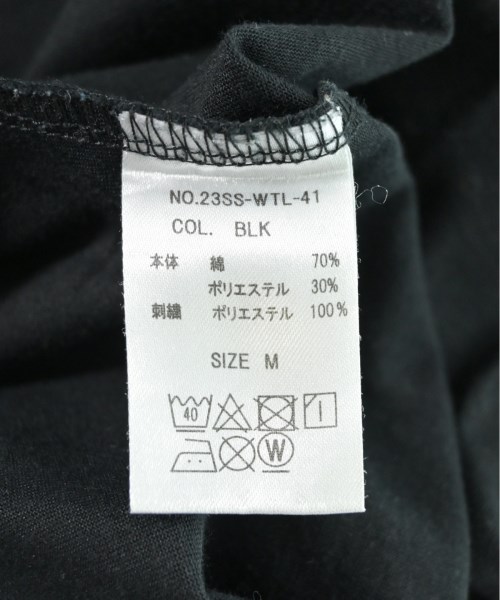 NO.23SS-WTL-41
COL. BLK
本体 綿 70%
ポリエステル 30%
刺繍 ポリエステル 100%
SIZE M
40
W